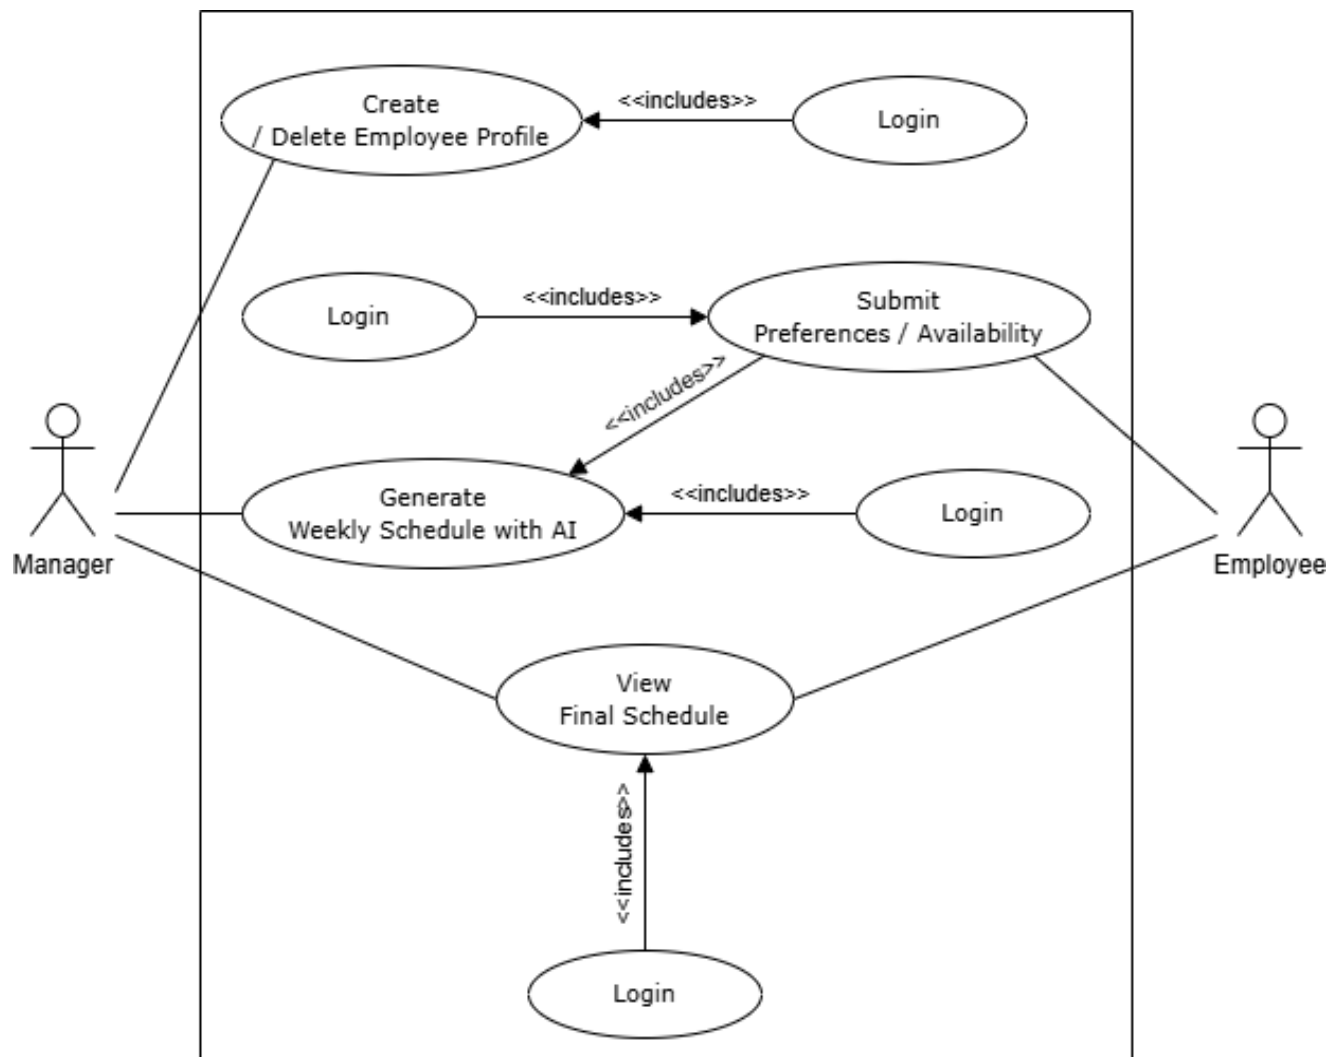 Create
/ Delete Employee Profile
<<includes>>
Login
Login
<<includes>>
Submit
Preferences / Availability
<<includes>>
Generate
Weekly Schedule with AI
<<includes>>
Login
Manager
Employee
View
Final Schedule
<<includes>>
Login